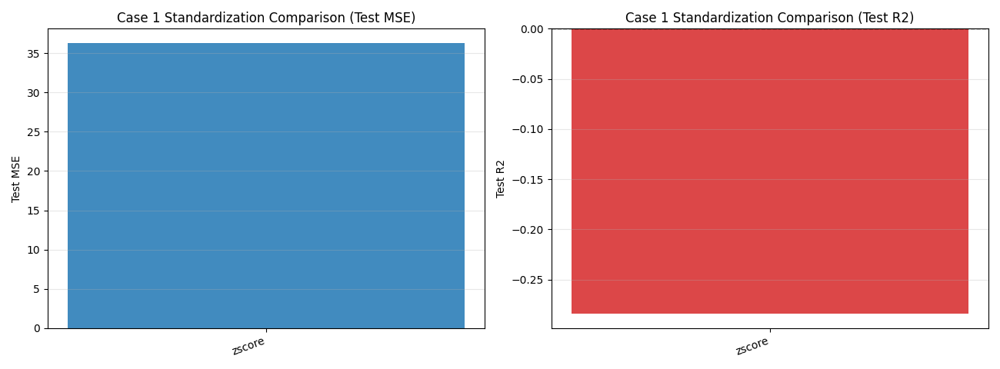 Case 1 Standardization Comparison (Test MSE)
Test MSE
35
30
25
20
15
10
5
0
zscore
Case 1 Standardization Comparison (Test R2)
Test R2
0.00
−0.05
−0.10
−0.15
−0.20
−0.25
zscore